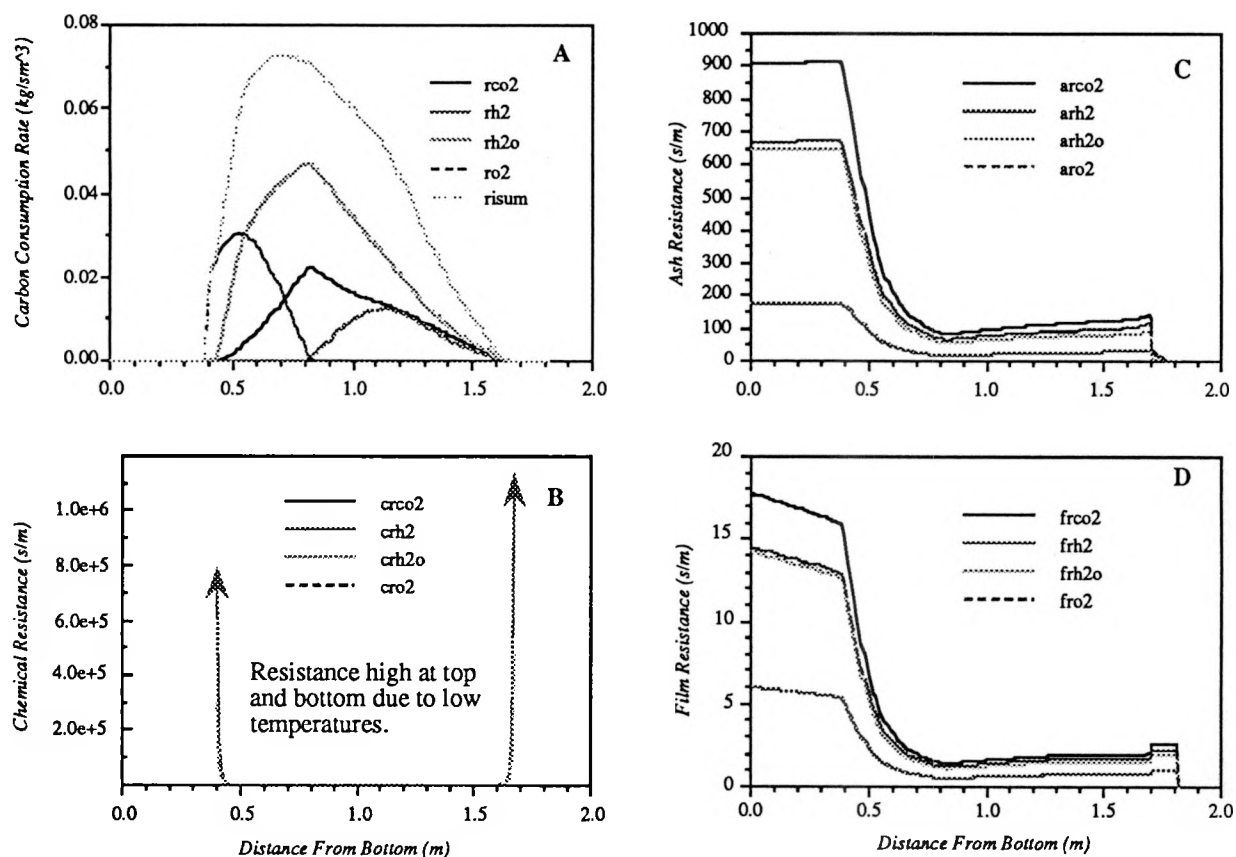 A
Carbon Consumption Rate (kg/sm^3)
0.08
0.06
0.04
0.02
0.00
rco2
rh2
rh2o
ro2
risum
0.0 0.5 1.0 1.5 2.0
C
Ash Resistance (s/m)
1000
900
800
700
600
500
400
300
200
100
0
arco2
arh2
arh2o
aro2
0.0 0.5 1.0 1.5 2.0
B
Chemical Resistance (s/m)
1.0e+6
8.0e+5
6.0e+5
4.0e+5
2.0e+5
crco2
crh2
crh2o
cro2
Resistance high at top
and bottom due to low
temperatures.
0.0 0.5 1.0 1.5 2.0
Distance From Bottom (m)
D
Film Resistance (s/m)
20
15
10
5
0
frco2
frh2
frh2o
fro2
0.0 0.5 1.0 1.5 2.0
Distance From Bottom (m)